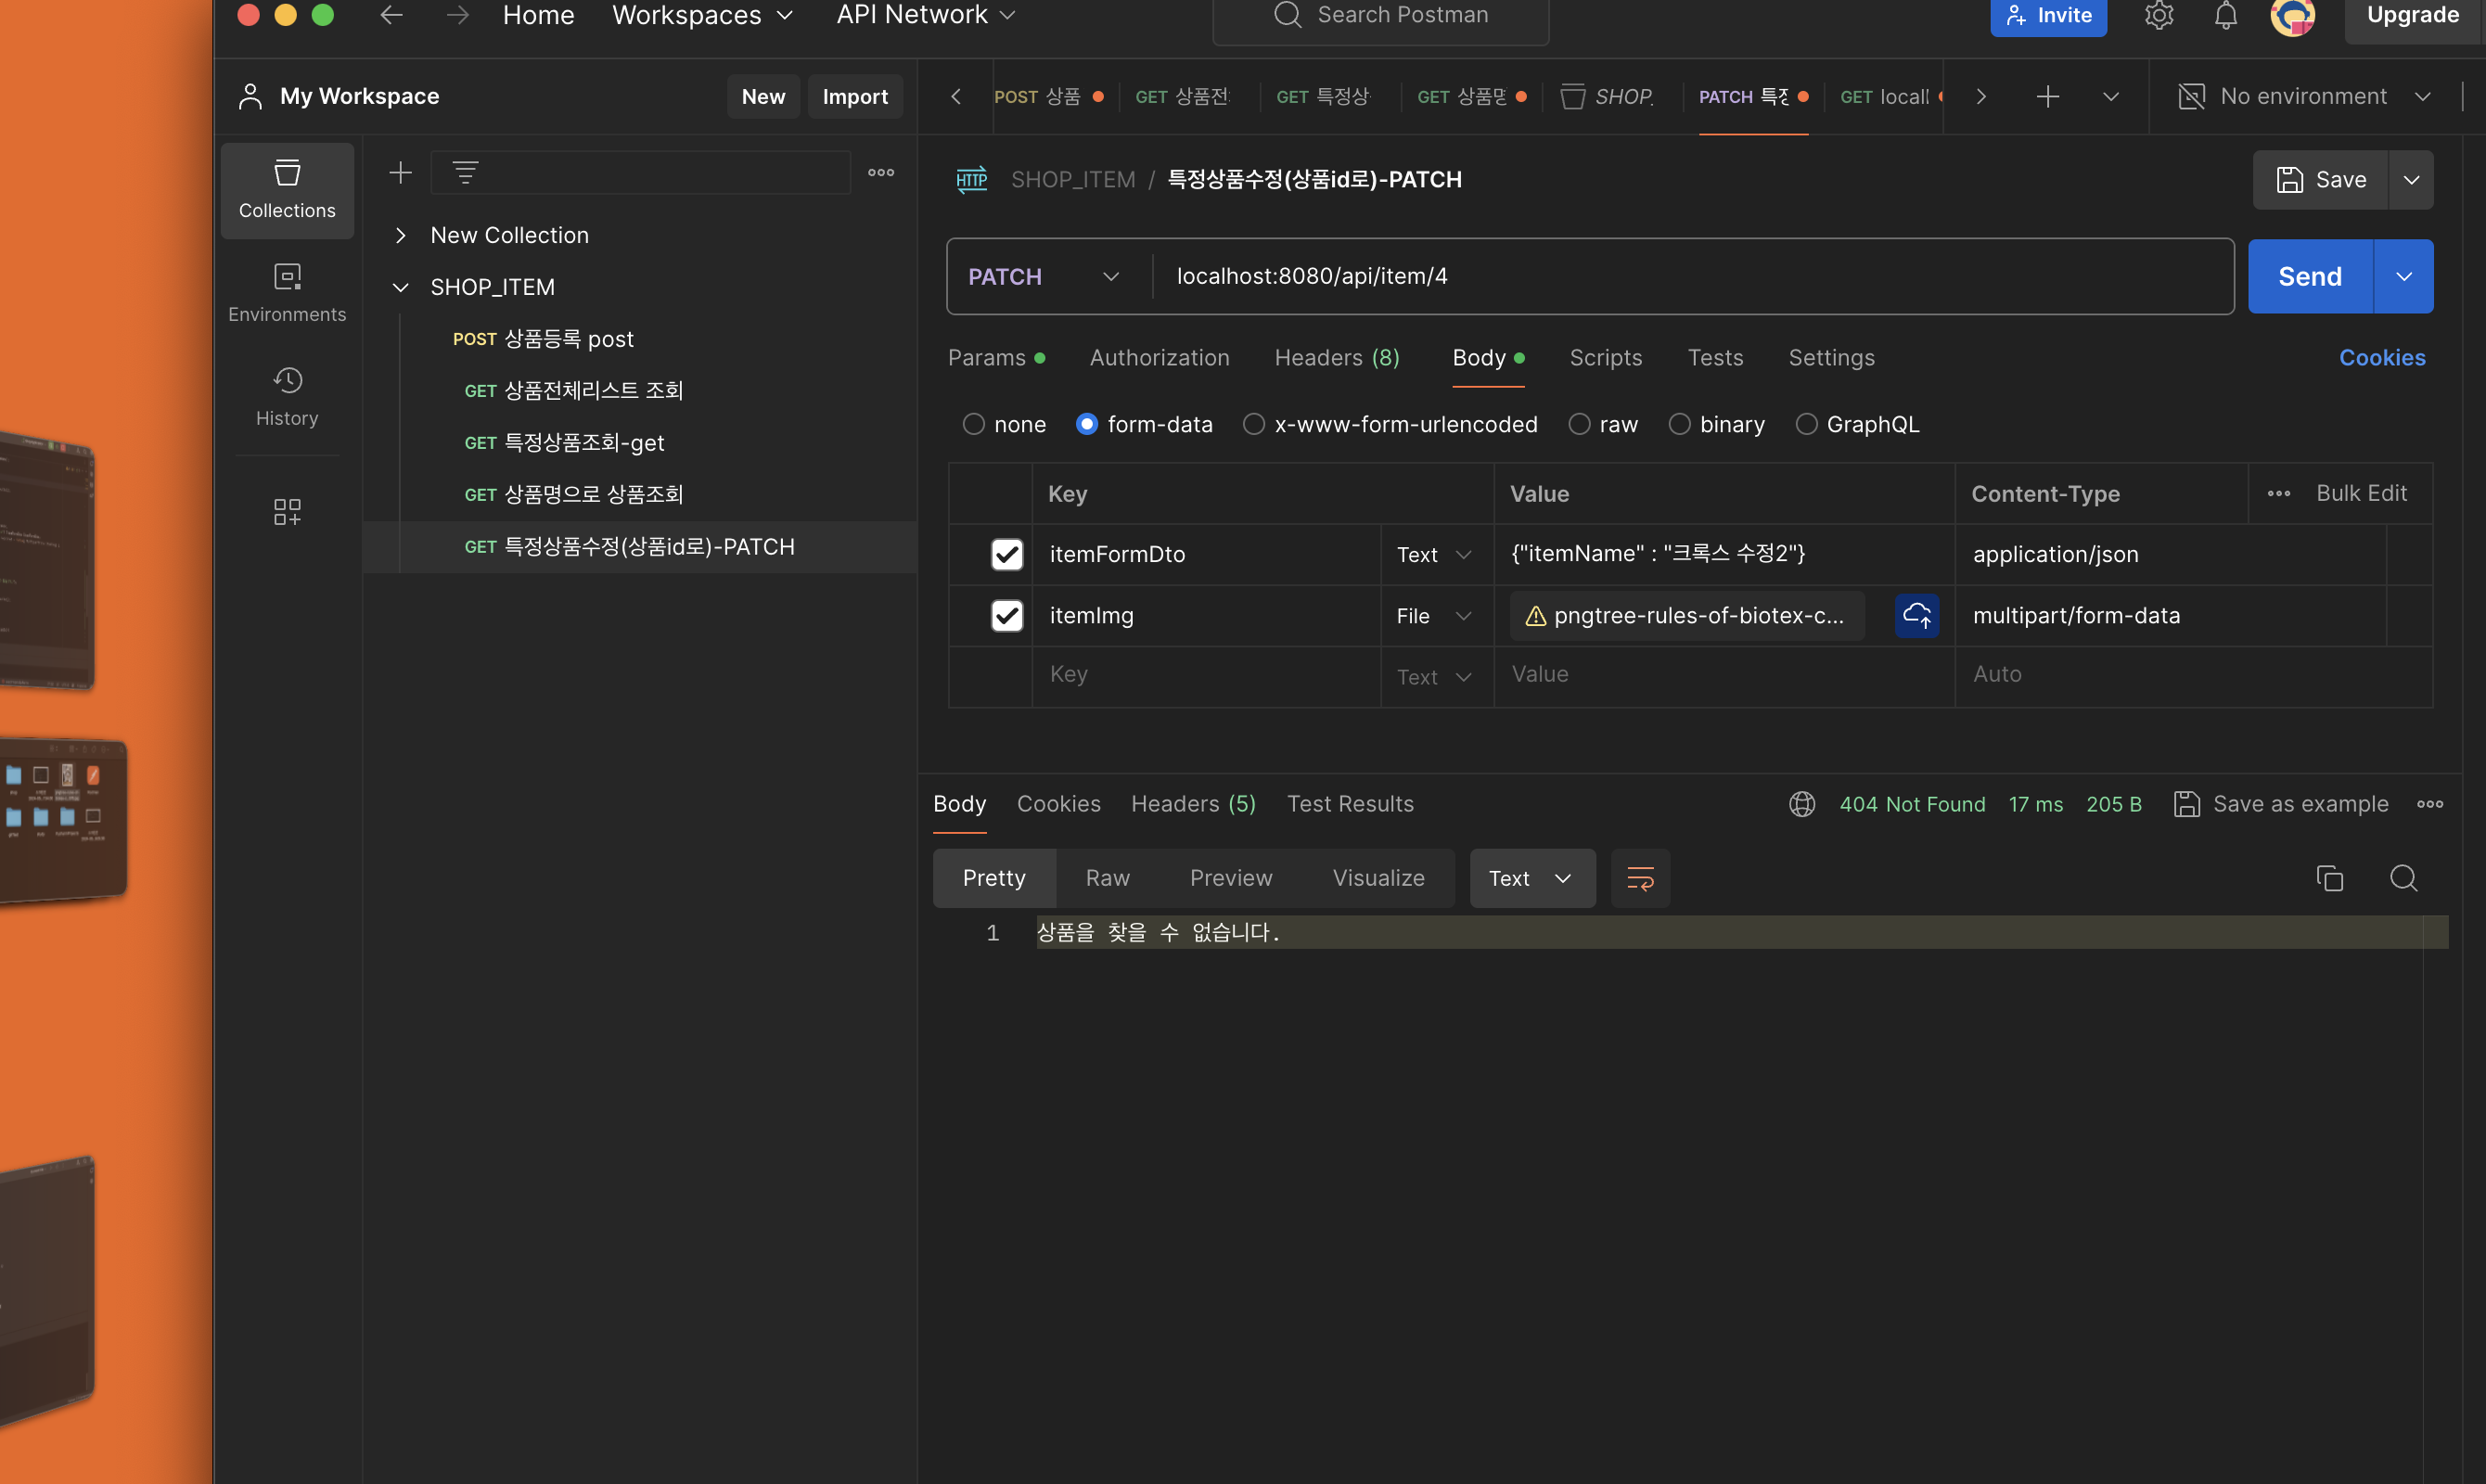 Home Workspaces API Network Search Postman Invite Upgrade
My Workspace New Import POST 상품 GET 상품전 GET 특정상 GET 상품명 SHOP. PATCH 특정 GET locall No environment
Collections
Environments
History
New Collection
SHOP_ITEM
POST 상품등록 post
GET 상품전체리스트 조회
GET 특정상품조회-get
GET 상품명으로 상품조회
GET 특정상품수정(상품id로)-PATCH
HTTP SHOP_ITEM / 특정상품수정(상품id로)-PATCH Save
PATCH localhost:8080/api/item/4 Send
Params Authorization Headers (8) Body Scripts Tests Settings Cookies
none form-data x-www-form-urlencoded raw binary GraphQL
Key Value Content-Type Bulk Edit
itemFormDto Text {"itemName" : "크록스 수정2"} application/json
itemImg File pngtree-rules-of-biotex-c... multipart/form-data
Key Text Value Auto
Body Cookies Headers (5) Test Results 404 Not Found 17 ms 205 B Save as example
Pretty Raw Preview Visualize Text
1 상품을 찾을 수 없습니다.